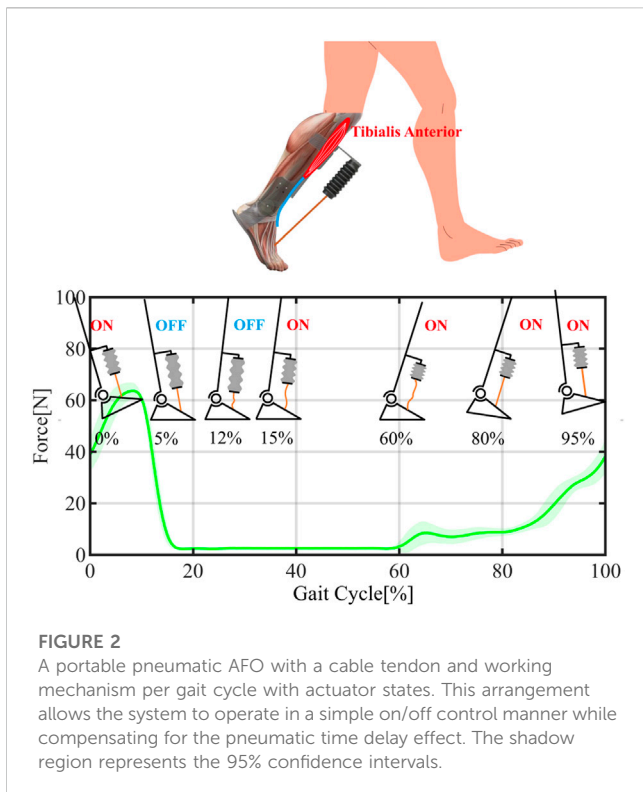 Tibialis Anterior
100
80
60
40
20
0
Force[N]
ON OFF OFF ON ON ON ON
0% 5% 12% 15% 60% 80% 95%
0 20 40 60 80 100
Gait Cycle[%]
FIGURE 2
A portable pneumatic AFO with a cable tendon and working
mechanism per gait cycle with actuator states. This arrangement
allows the system to operate in a simple on/off control manner while
compensating for the pneumatic time delay effect. The shadow
region represents the 95% confidence intervals.